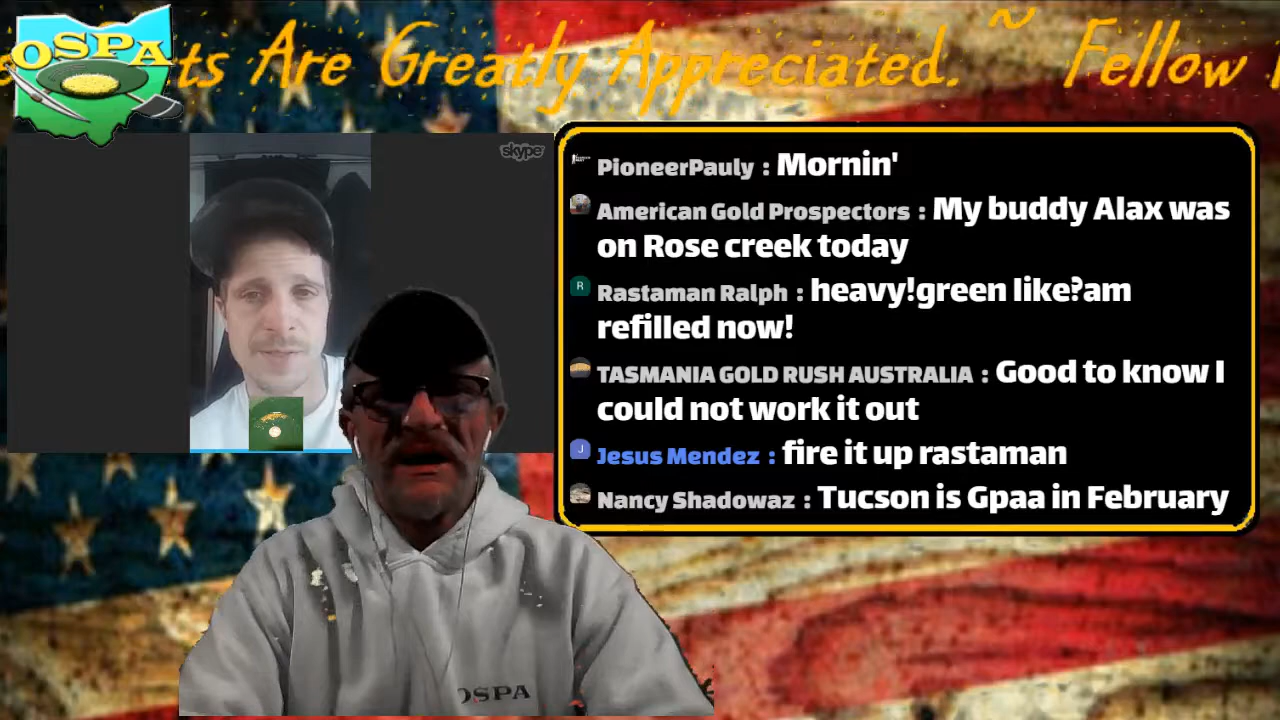 OSPA
ts Are Greatly Appreciated. ~ Fellow
skype
PioneerPauly : Mornin'
American Gold Prospectors : My buddy Alax was
on Rose creek today
R
Rastaman Ralph : heavy!green like?am
refilled now!
TASMANIA GOLD RUSH AUSTRALIA : Good to know I
could not work it out
J
Jesus Mendez : fire it up rastaman
Nancy Shadowaz : Tucson is Gpaa in February
OSPA